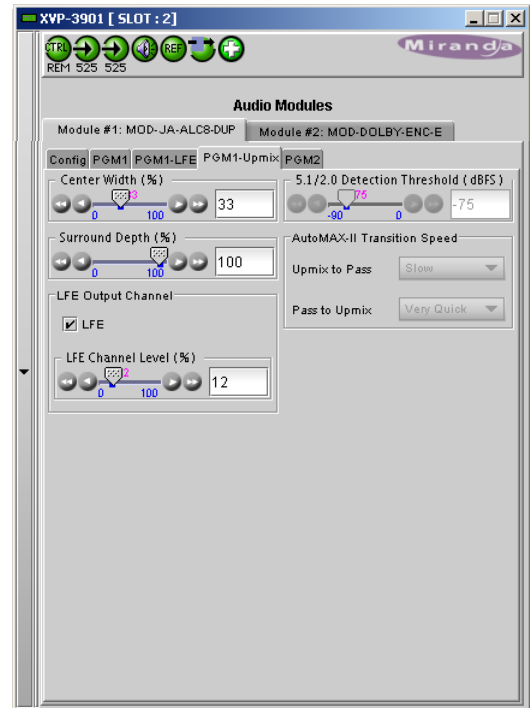 XVP-3901 [ SLOT : 2]
CTRL REF
REM 525 525
Miranda
Audio Modules
Module #1: MOD-JA-ALC8-DUP Module #2: MOD-DOLBY-ENC-E
Config PGM1 PGM1-LFE PGM1-Upmix PGM2
Center Width (%)
0 100 33
5.1/2.0 Detection Threshold ( dBFS )
75
-90 0 -75
Surround Depth (%)
0 100 100
AutoMAX-II Transition Speed
Upmix to Pass Slow
Pass to Upmix Very Quick
LFE Output Channel
LFE
LFE Channel Level (%)
0 100 12